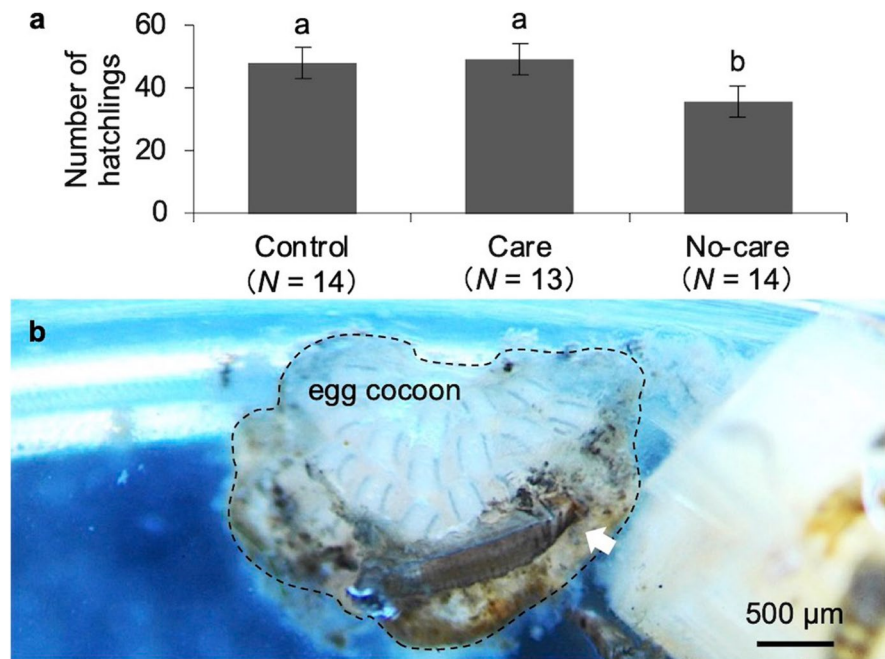 a
60
40
20
0
Number of
hatchlings
a
a
b
Control
(N = 14)
Care
(N = 13)
No-care
(N = 14)
b
egg cocoon
500 µm